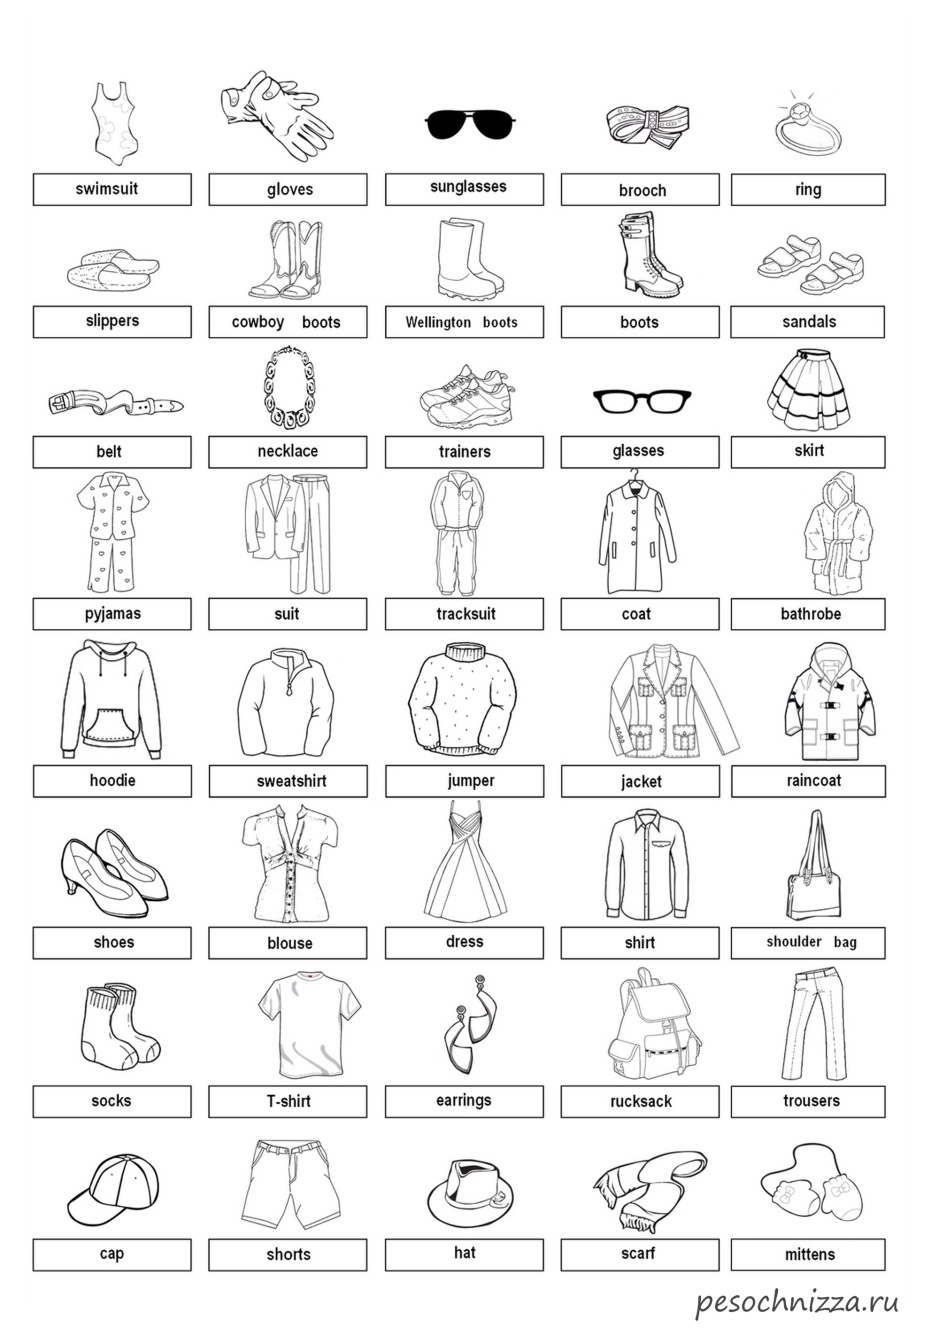 swimsuit gloves sunglasses brooch ring
slippers cowboy boots Wellington boots boots sandals
belt necklace trainers glasses skirt
pyjamas suit tracksuit coat bathrobe
hoodie sweatshirt jumper jacket raincoat
shoes blouse dress shirt shoulder bag
socks T-shirt earrings rucksack trousers
cap shorts hat scarf mittens
pesochnizza.ru